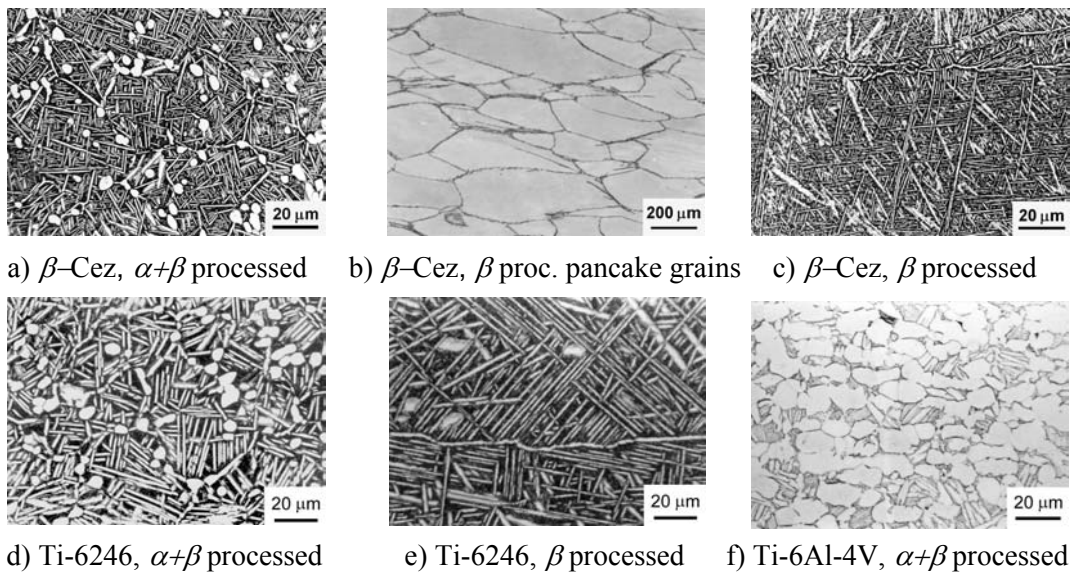 20 μm
200 μm
20 μm
a) β–Cez, α+β processed
b) β–Cez, β proc. pancake grains
c) β–Cez, β processed
20 μm
20 μm
20 μm
d) Ti-6246, α+β processed
e) Ti-6246, β processed
f) Ti-6Al-4V, α+β processed